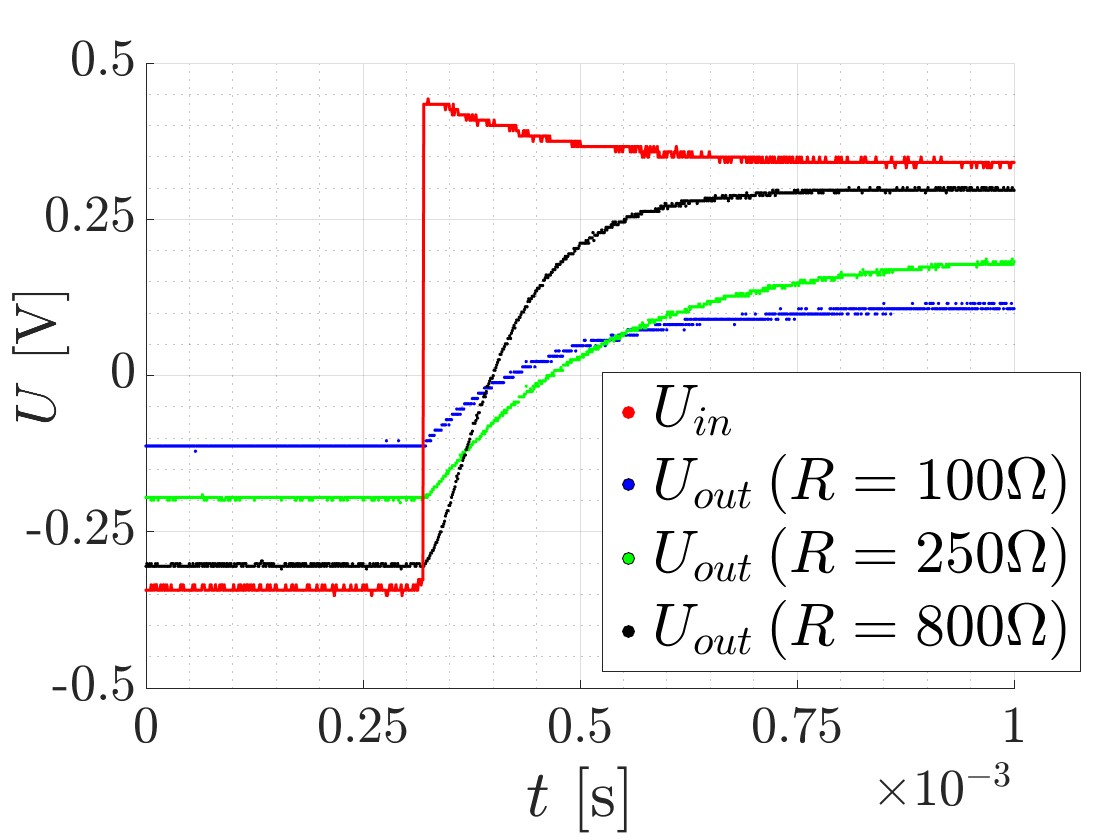 0.5
0.25
0
-0.25
-0.5
U [V]
0 0.25 0.5 0.75 1
×10⁻³
t [s]
U_in
U_out (R = 100Ω)
U_out (R = 250Ω)
U_out (R = 800Ω)